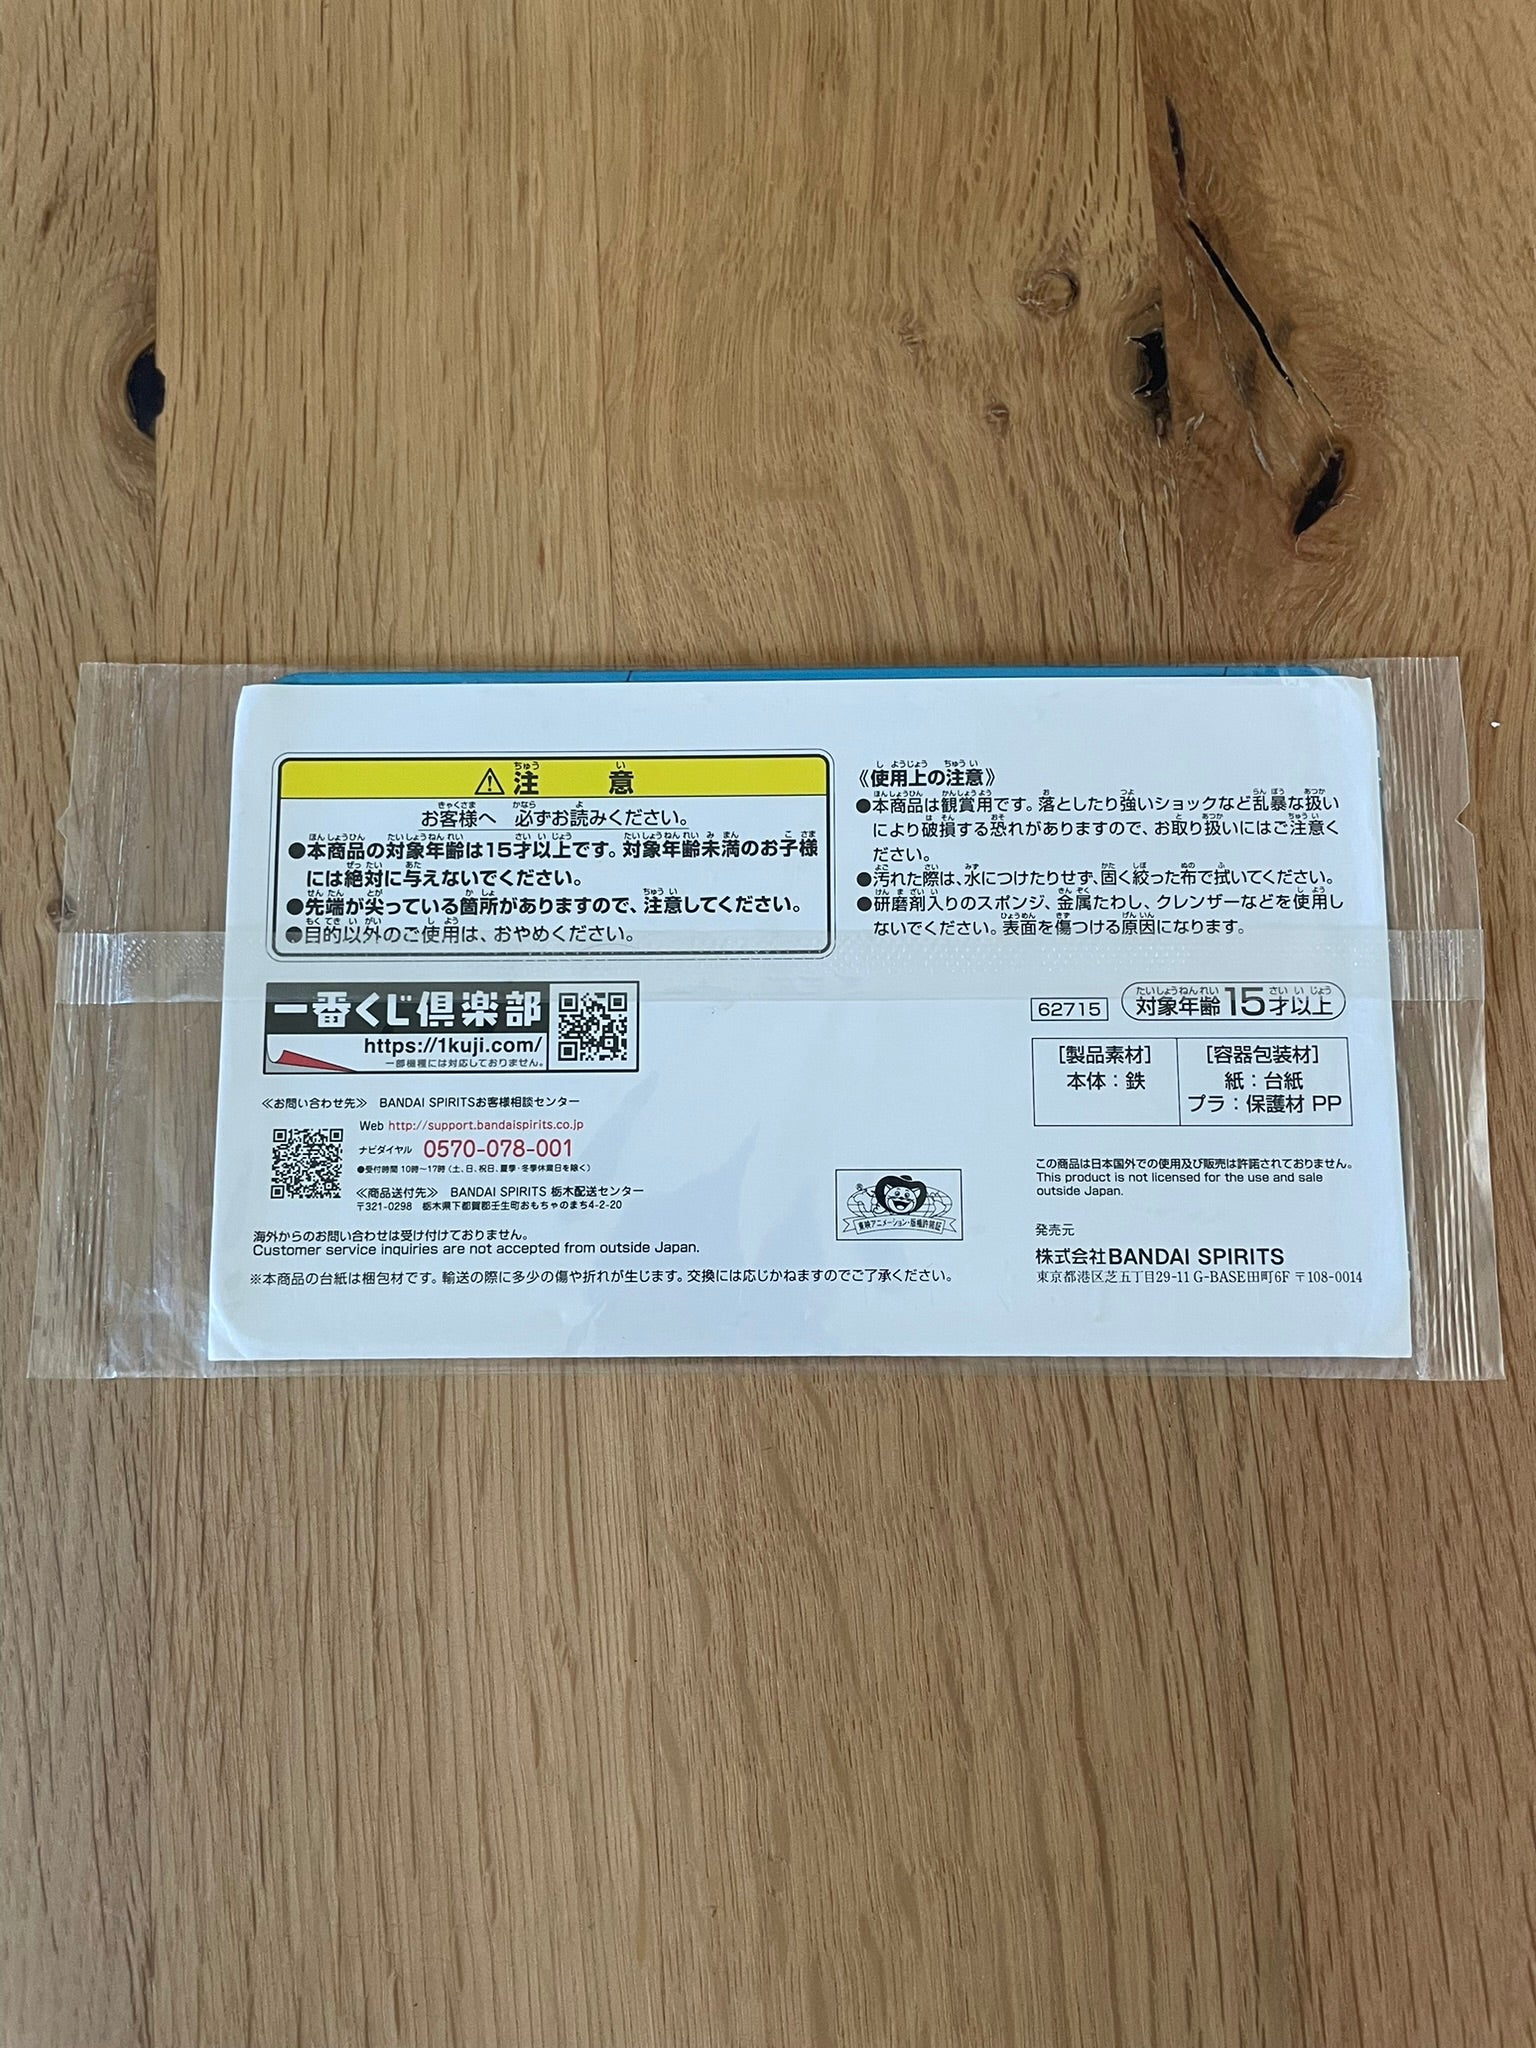 注意
お客様へ 必ずお読みください。
●本商品の対象年齢は15才以上です。対象年齢未満のお子様
には絶対に与えないでください。
●先端が尖っている箇所がありますので、注意してください。
●目的以外のご使用は、おやめください。
《使用上の注意》
●本商品は観賞用です。落としたり強いショックなど乱暴な扱い
により破損する恐れがありますので、お取り扱いにはご注意く
ださい。
●汚れた際は、水につけたりせず、固く絞った布で拭いてください。
●研磨剤入りのスポンジ、金属たわし、クレンザーなどを使用し
ないでください。表面を傷つける原因になります。
一番くじ倶楽部
https://1kuji.com/
一部機種には対応しておりません。
≪お問い合わせ先≫ BANDAI SPIRITSお客様相談センター
Web http://support.bandaispirits.co.jp
ナビダイヤル 0570-078-001
●受付時間 10時〜17時(土、日、祝日、夏季・冬季休業日を除く)
≪商品送付先≫ BANDAI SPIRITS 栃木配送センター
〒321-0298 栃木県下都賀郡壬生町おもちゃのまち4-2-20
海外からのお問い合わせは受け付けておりません。
Customer service inquiries are not accepted from outside Japan.
※本商品の台紙は梱包材です。輸送の際に多少の傷や折れが生じます。交換には応じかねますのでご了承ください。
東映アニメーション・版権許諾証
62715
対象年齢15才以上
[製品素材]
本体:鉄
[容器包装材]
紙:台紙
プラ:保護材 PP
この商品は日本国外での使用及び販売は許諾されておりません。
This product is not licensed for the use and sale
outside Japan.
発売元
株式会社BANDAI SPIRITS
東京都港区芝五丁目29-11 G-BASE田町6F 〒108-0014